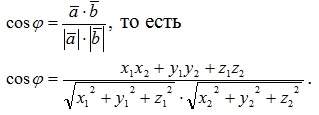 cos φ = (a̅ · b̅) / (|a̅| · |b̅|), то есть
cos φ = (x₁x₂ + y₁y₂ + z₁z₂) / (√(x₁² + y₁² + z₁²) · √(x₂² + y₂² + z₂²)).